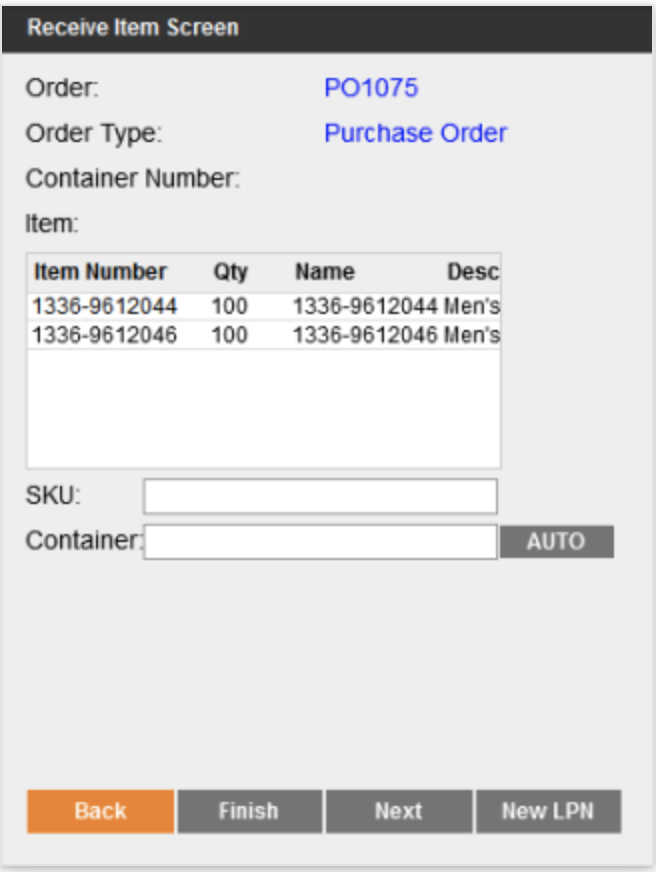 Receive Item Screen
Order: PO1075
Order Type: Purchase Order
Container Number:
Item:
Item Number Qty Name Desc
1336-9612044 100 1336-9612044 Men's
1336-9612046 100 1336-9612046 Men's
SKU:
Container: AUTO
Back Finish Next New LPN